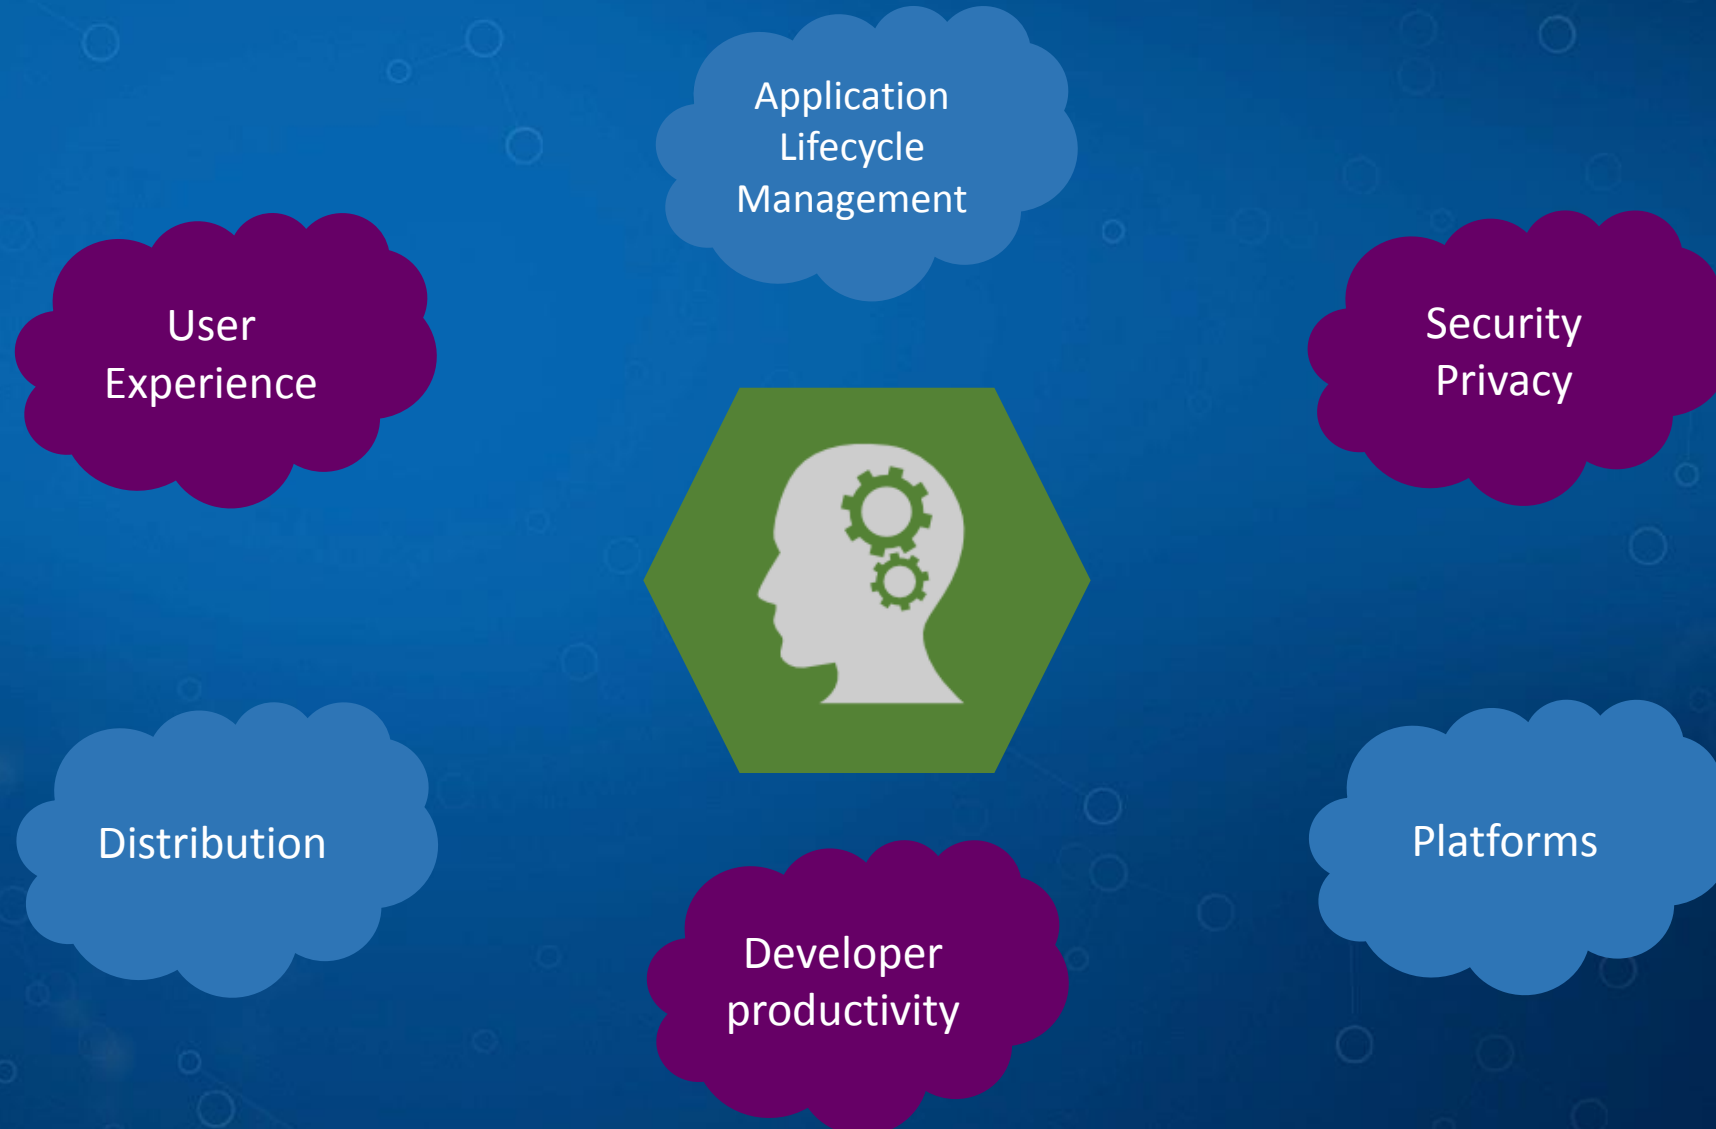 Application
Lifecycle
Management
User
Experience
Security
Privacy
Distribution
Platforms
Developer
productivity